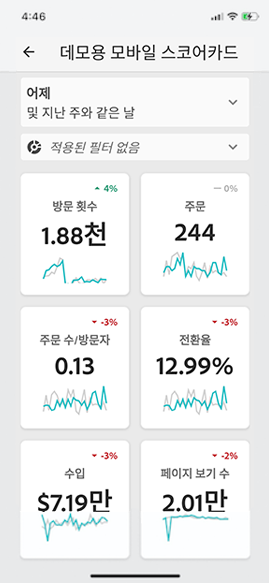 4:46
데모용 모바일 스코어카드
어제
및 지난 주와 같은 날
적용된 필터 없음
4%
방문 횟수
1.88천
0%
주문
244
-3%
주문 수/방문자
0.13
-3%
전환율
12.99%
-3%
수입
$7.19만
-2%
페이지 보기 수
2.01만